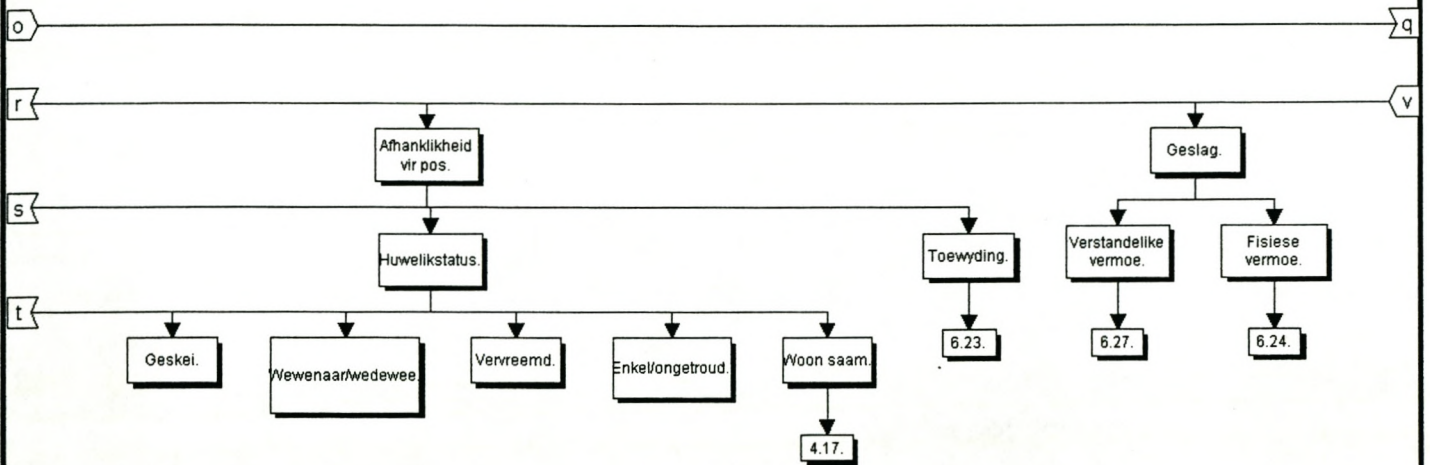 o
q
r
v
Afhanklikheid
vir pos.
Geslag.
s
Huwelikstatus.
Toewyding.
Verstandelike
vermoe.
Fisiese
vermoe.
t
6.23.
6.27.
6.24.
Geskei.
Wewenaar/wedewee.
Vervreemd.
Enkel/ongetroud.
Woon saam.
4.17.